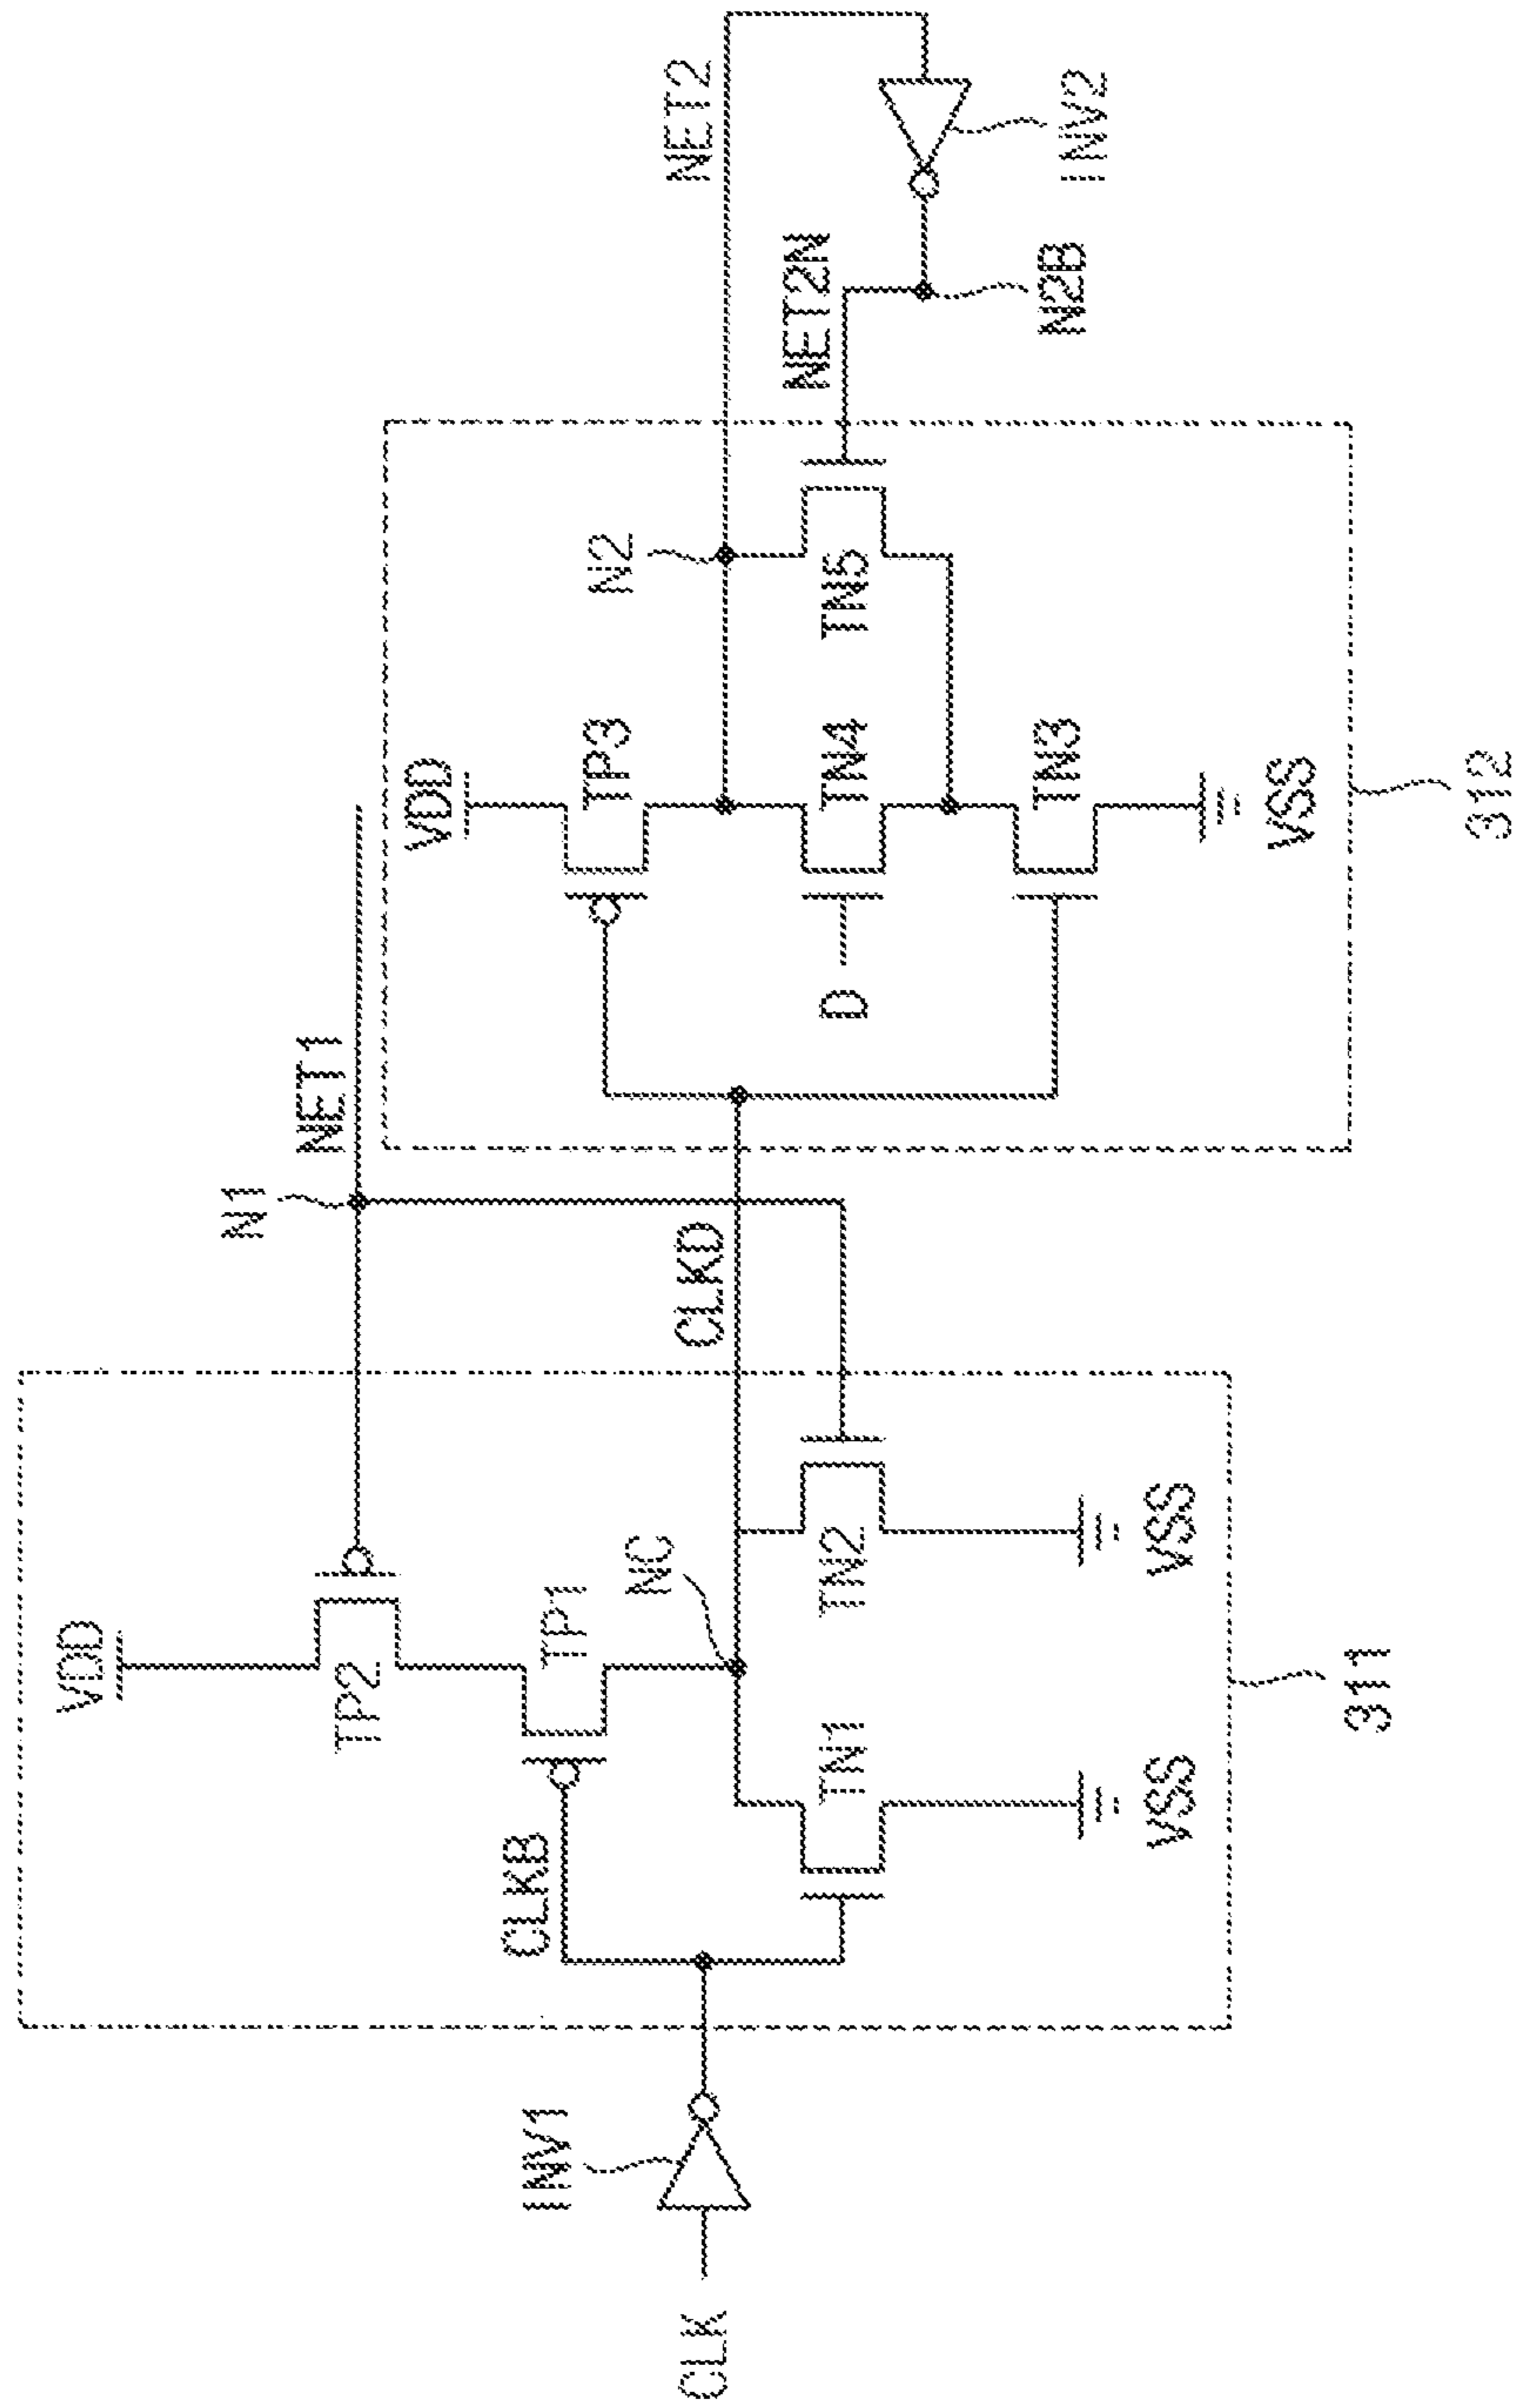 CLK
INV1
CLKB
VDD
TP2
TP1
NC
TN1
TN2
VSS
VSS
311
N1
NET1
CLKD
VDD
TP3
D
TN4
TN3
VSS
312
N2
TN5
NET2
NET2N
N2B
INV2